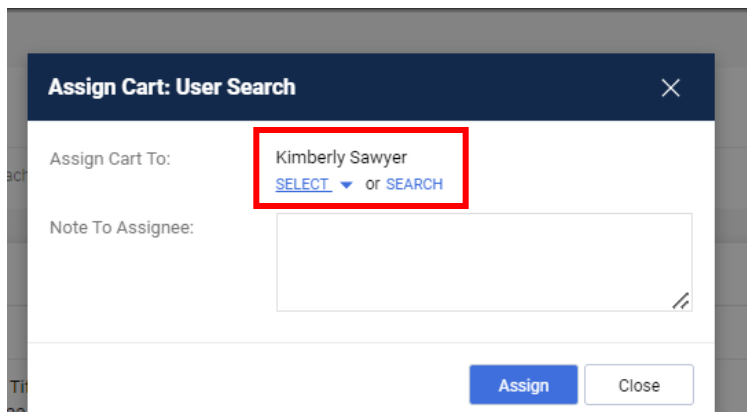 Assign Cart: User Search
Assign Cart To:
Kimberly Sawyer
SELECT or SEARCH
Note To Assignee:
Assign
Close